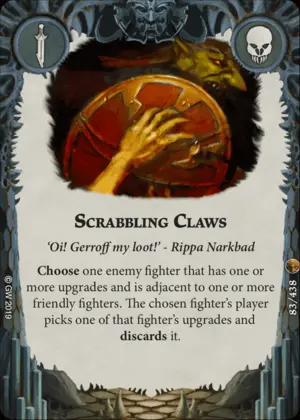 SCRABBLING CLAWS
'Oi! Gerroff my loot!' - Rippa Narkbad
Choose one enemy fighter that has one or
more upgrades and is adjacent to one or more
friendly fighters. The chosen fighter's player
picks one of that fighter's upgrades and
discards it.
© GW 2019
83/438